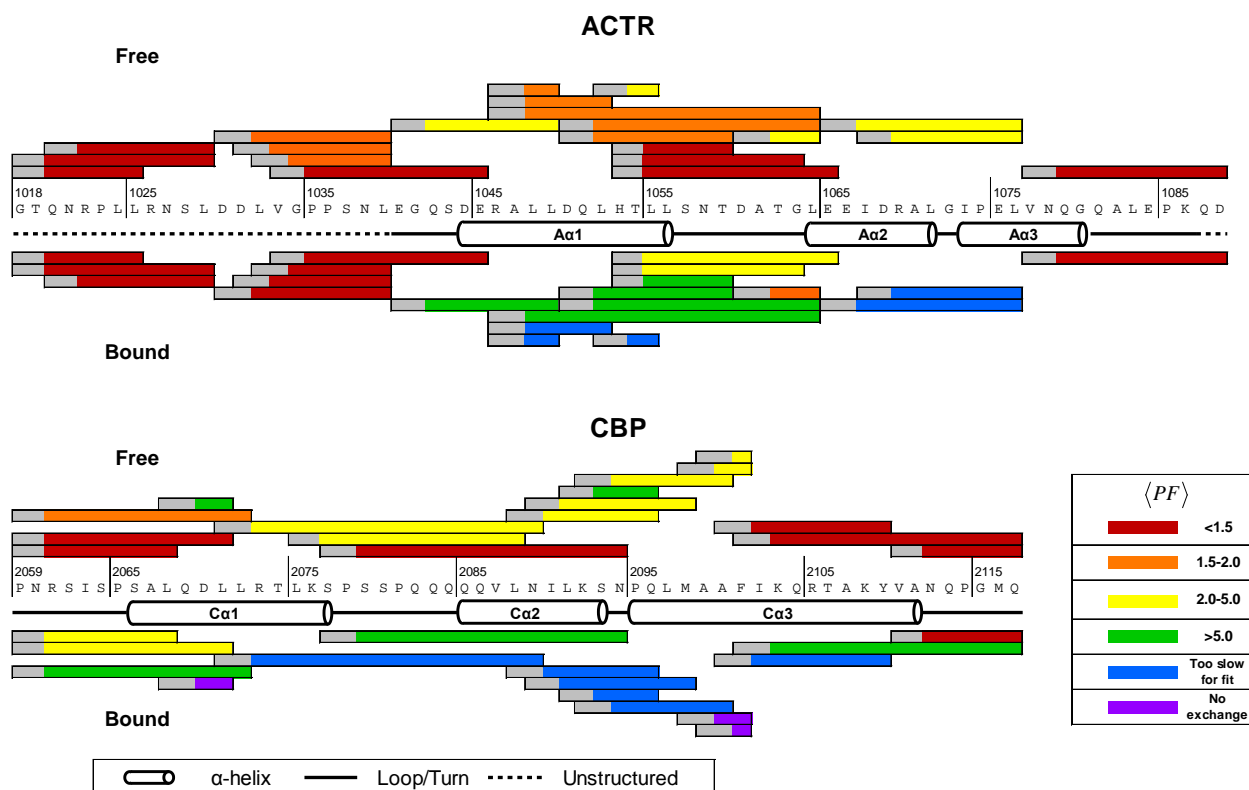 ACTR
Free
1018 1025 1035 1045 1055 1065 1075 1085
G T Q N R P L L R N S L D D L V G P P S N L E G Q S D E R A L L D Q L H T L L S N T D A T G L E E I D R A L G I P E L V N Q G Q A L E P K Q D
Aα1 Aα2 Aα3
Bound
CBP
Free
2059 2065 2075 2085 2095 2105 2115
P N R S I S P S A L Q D L L R T L K S P S S P Q Q Q Q Q V L N I L K S N P Q L M A A F I K Q R T A K Y V A N Q P G M Q
Cα1 Cα2 Cα3
Bound
⟨PF⟩
<1.5
1.5-2.0
2.0-5.0
>5.0
Too slow
for fit
No
exchange
α-helix Loop/Turn Unstructured